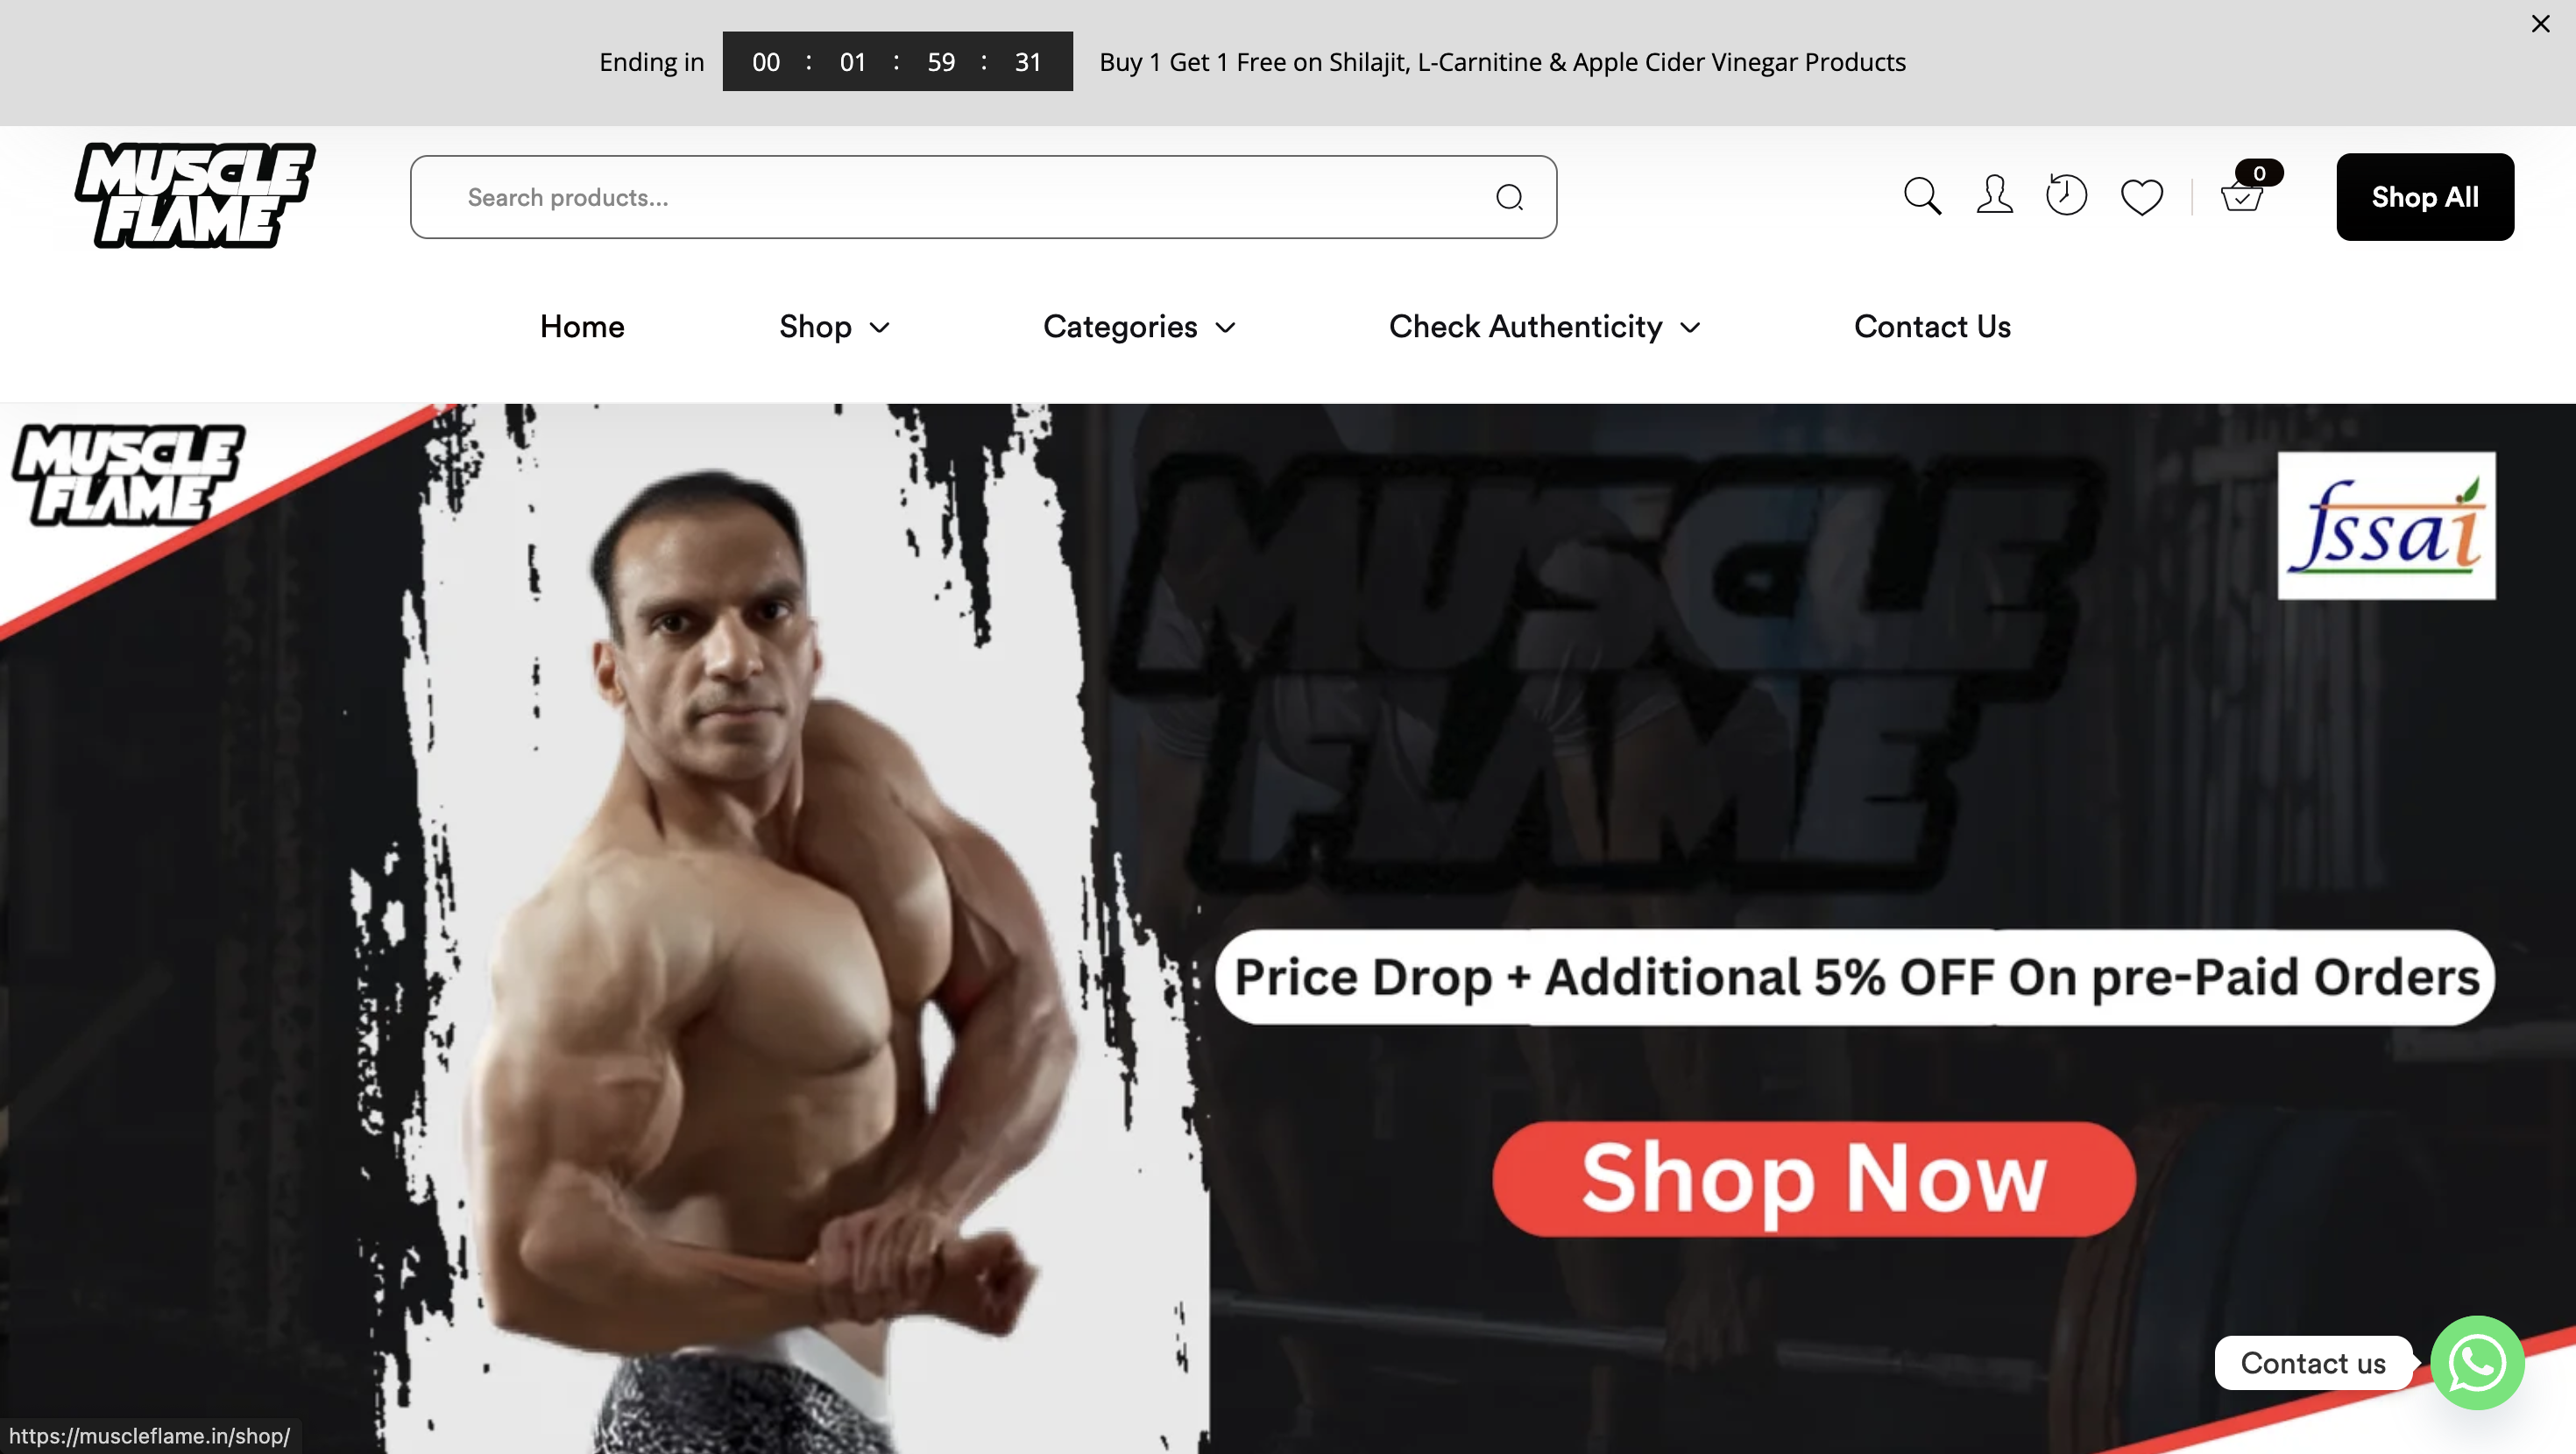 Ending in 00 : 01 : 59 : 31 Buy 1 Get 1 Free on Shilajit, L-Carnitine & Apple Cider Vinegar Products
MUSCLE
FLAME
Search products...
0
Shop All
Home Shop Categories Check Authenticity Contact Us
MUSCLE
FLAME
fssai
MUSCLE
FLAME
Price Drop + Additional 5% OFF On pre-Paid Orders
Shop Now
Contact us
https://muscleflame.in/shop/